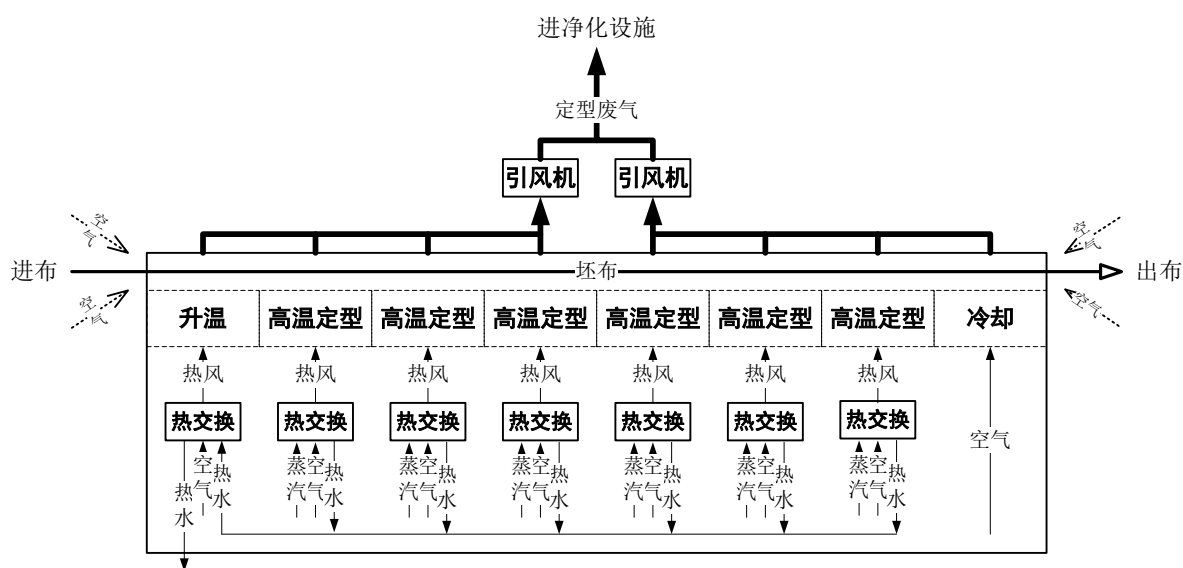 进净化设施
定型废气
引风机 引风机
空气 空气
进布 坯布 出布
空气 空气
升温 高温定型 高温定型 高温定型 高温定型 高温定型 高温定型 冷却
热风 热风 热风 热风 热风 热风 热风
热交换 热交换 热交换 热交换 热交换 热交换 热交换
空气
热水 空气 热水 蒸汽 空气 热水 蒸汽 空气 热水 蒸汽 空气 热水 蒸汽 空气 热水 蒸汽 空气 热水 蒸汽 空气 热水